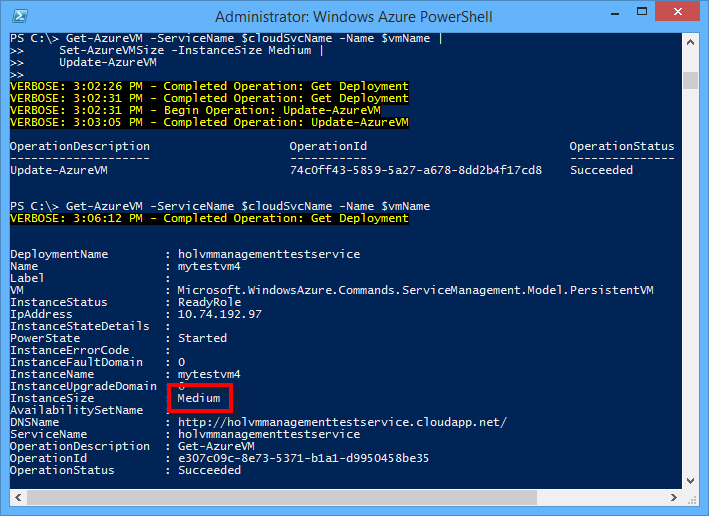 Administrator: Windows Azure PowerShell
PS C:\> Get-AzureVM -ServiceName $cloudSvcName -Name $vmName |
>>     Set-AzureVMSize -InstanceSize Medium |
>>     Update-AzureVM
>>
VERBOSE: 3:02:26 PM - Completed Operation: Get Deployment
VERBOSE: 3:02:31 PM - Completed Operation: Get Deployment
VERBOSE: 3:02:31 PM - Begin Operation: Update-AzureVM
VERBOSE: 3:03:05 PM - Completed Operation: Update-AzureVM
OperationDescription                    OperationId                             OperationStatus
--------------------                    -----------                             ---------------
Update-AzureVM                          74c0ff43-5859-5a27-a678-8dd2b4f17cd8    Succeeded
PS C:\> Get-AzureVM -ServiceName $cloudSvcName -Name $vmName
VERBOSE: 3:06:12 PM - Completed Operation: Get Deployment
DeploymentName        : holvmmanagementtestservice
Name                  : mytestvm4
Label                 :
VM                    : Microsoft.WindowsAzure.Commands.ServiceManagement.Model.PersistentVM
InstanceStatus        : ReadyRole
IpAddress             : 10.74.192.97
InstanceStateDetails  :
PowerState            : Started
InstanceErrorCode     :
InstanceFaultDomain   : 0
InstanceName          : mytestvm4
InstanceUpgradeDomain : 0
InstanceSize          : Medium
AvailabilitySetName   :
DNSName               : http://holvmmanagementtestservice.cloudapp.net/
ServiceName           : holvmmanagementtestservice
OperationDescription  : Get-AzureVM
OperationId           : e307c09c-8e73-5371-b1a1-d9950458be35
OperationStatus       : Succeeded